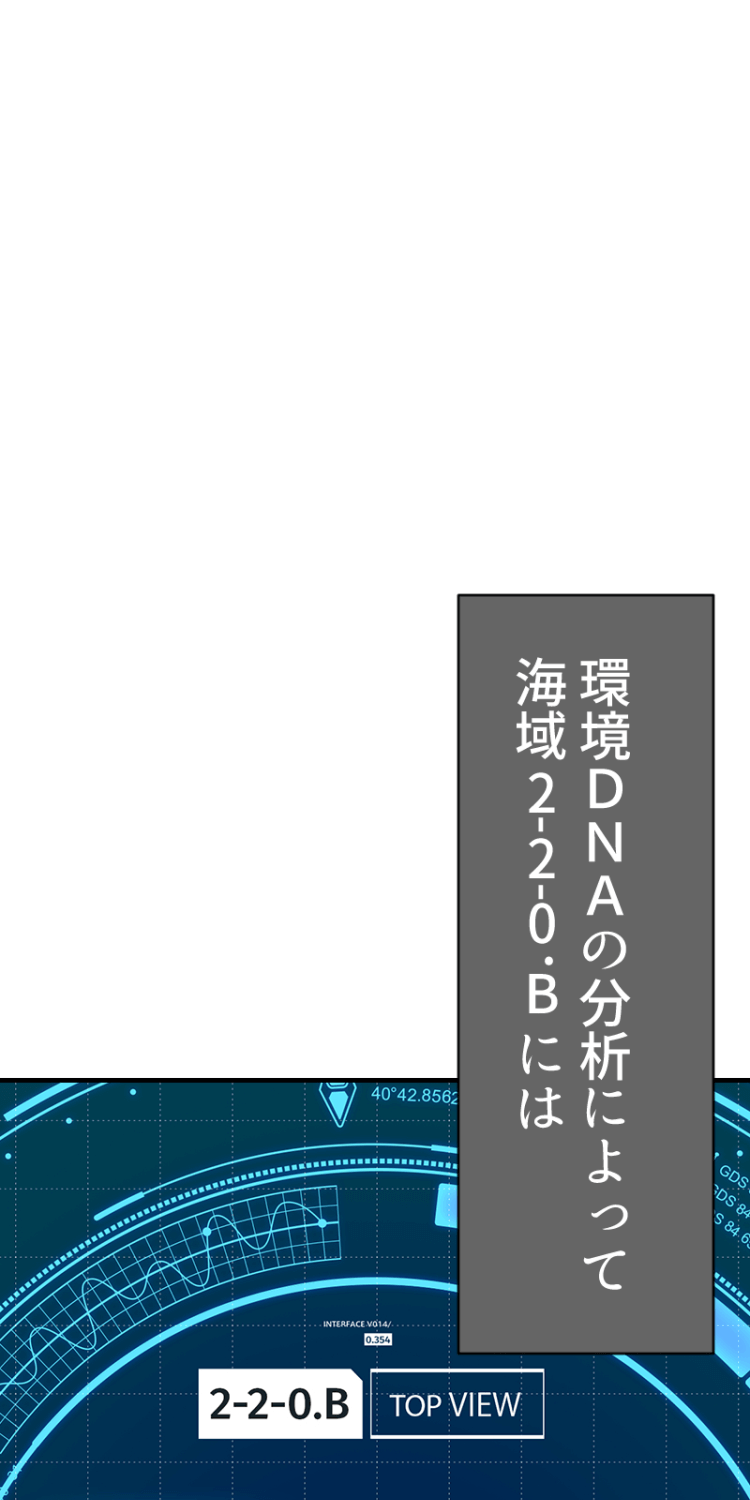 環境DNAの分析によって
海域2-2-0.Bには
40°42.8562
GDS
INTERFACE V014/
0.354
2-2-0.B
TOP VIEW